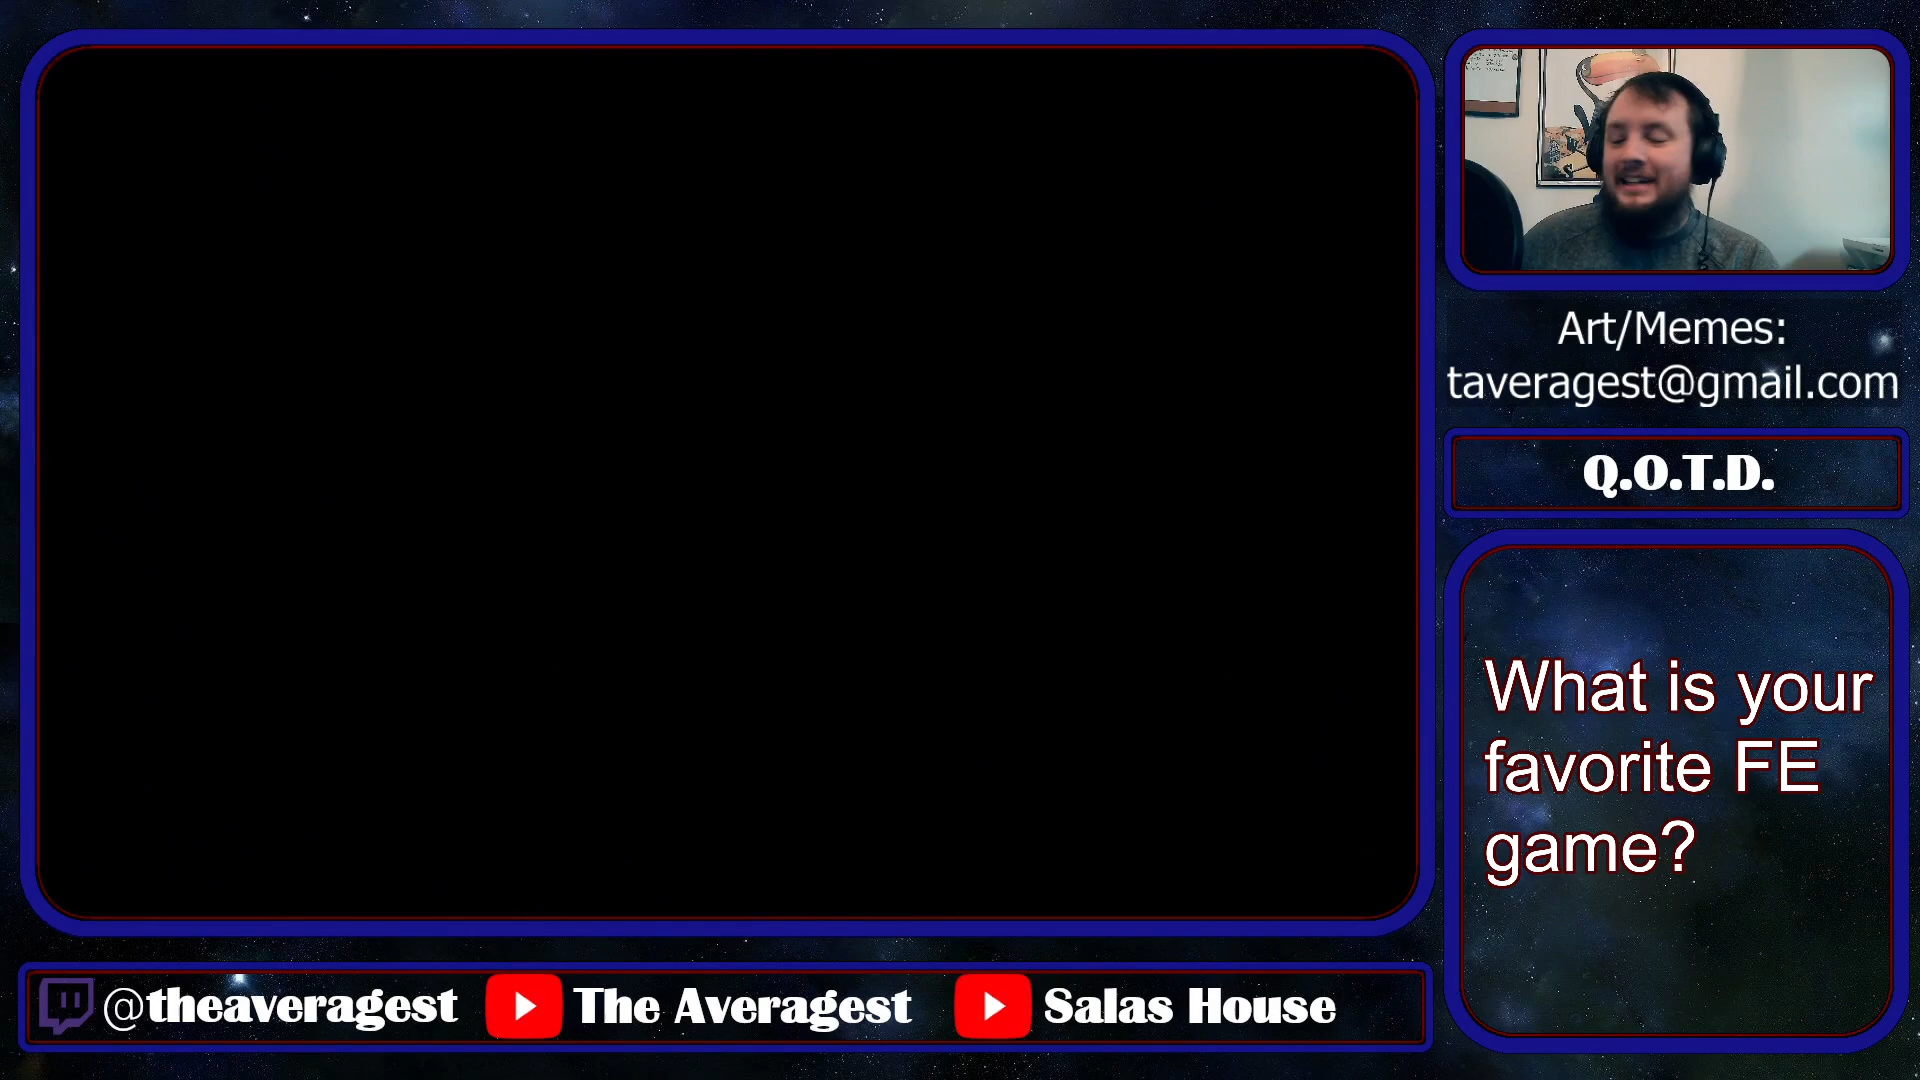 Art/Memes:
taveragest@gmail.com
Q.O.T.D.
What is your
favorite FE
game?
@theaveragest The Averagest Salas House